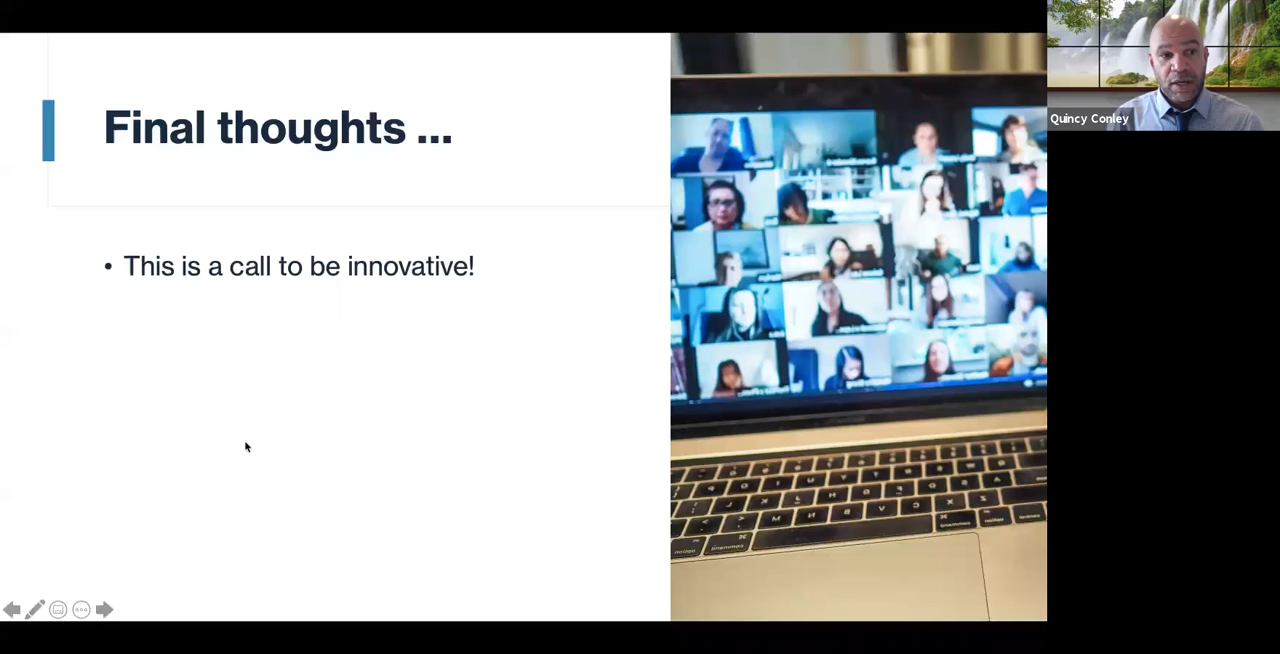 Final thoughts ...
• This is a call to be innovative!
Quincy Conley